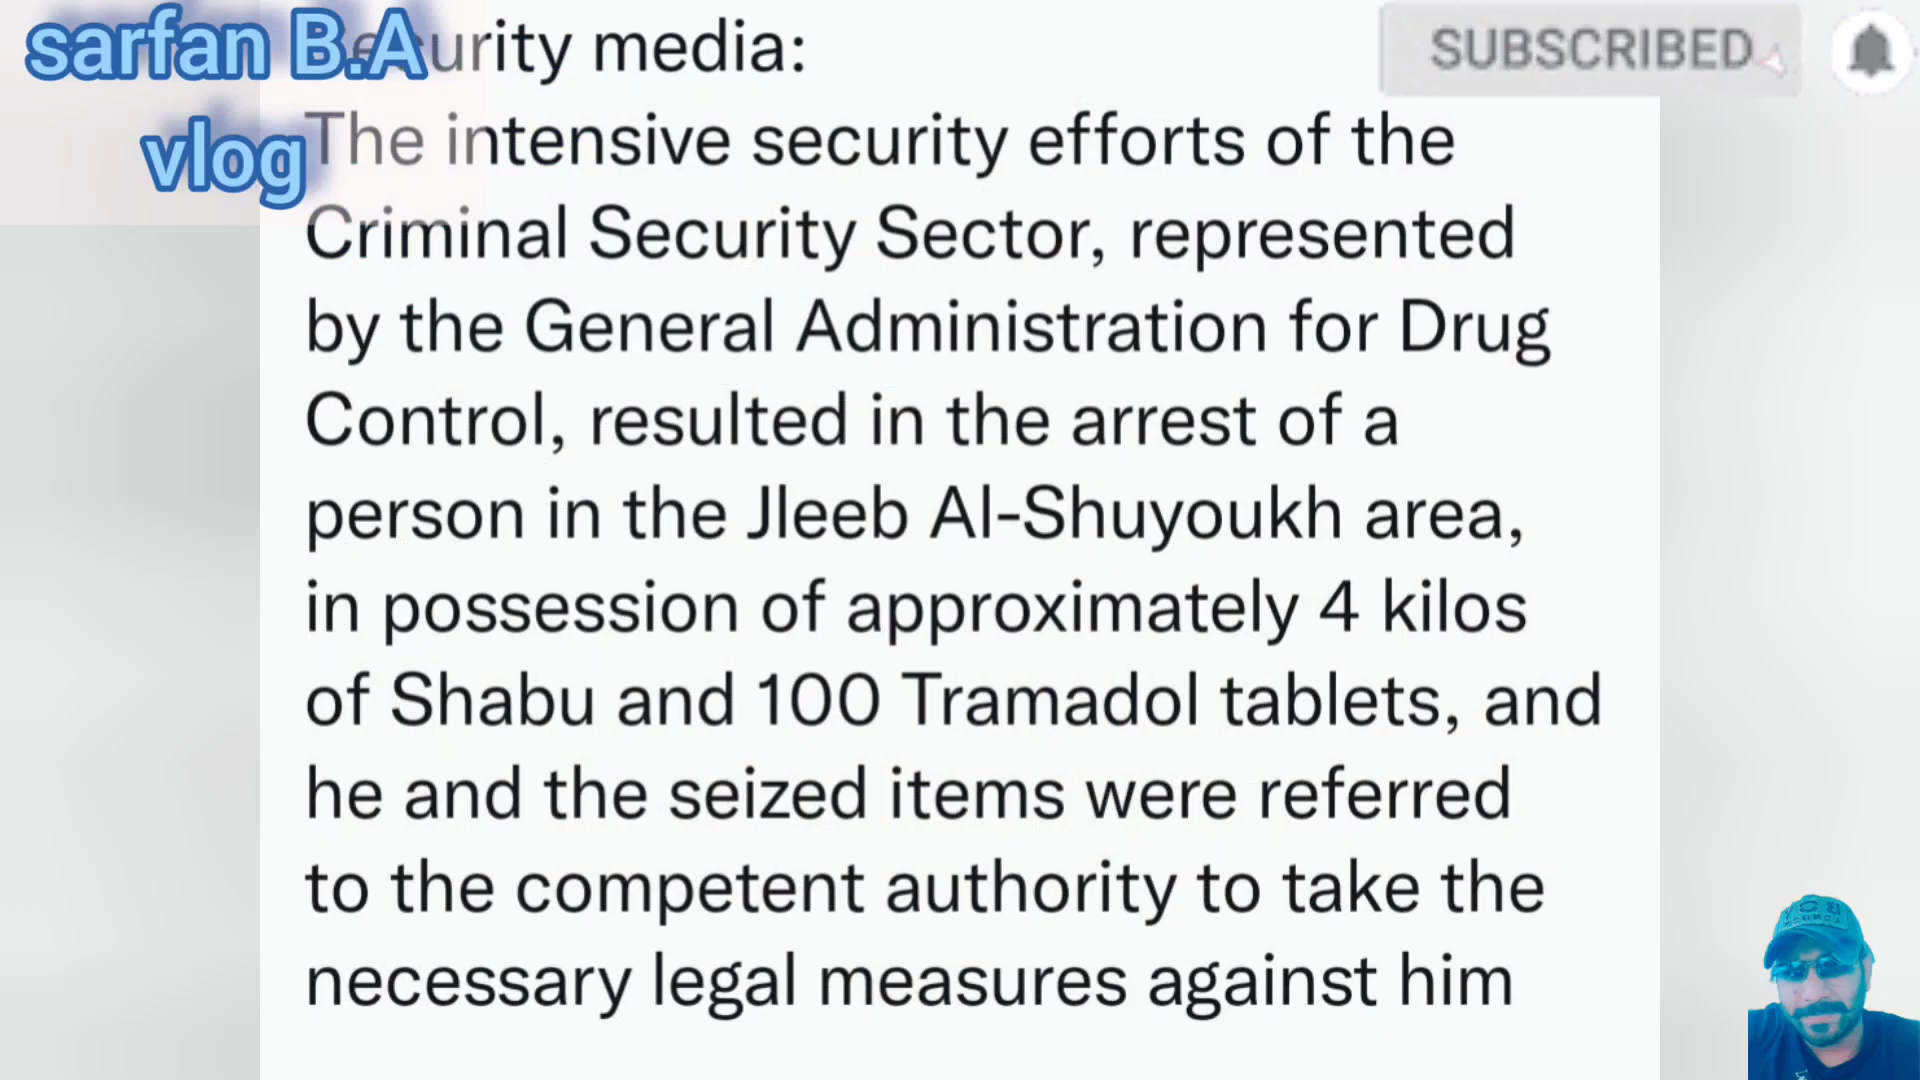 sarfan B.A
vlog
SUBSCRIBED
Security media:
The intensive security efforts of the
Criminal Security Sector, represented
by the General Administration for Drug
Control, resulted in the arrest of a
person in the Jleeb Al-Shuyoukh area,
in possession of approximately 4 kilos
of Shabu and 100 Tramadol tablets, and
he and the seized items were referred
to the competent authority to take the
necessary legal measures against him